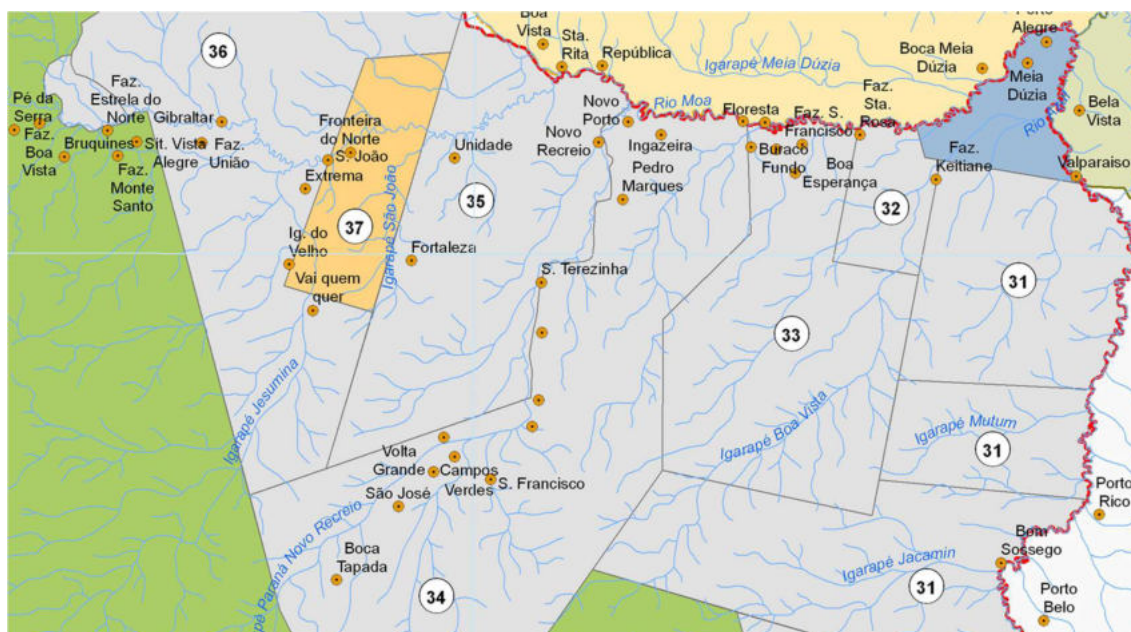 Boa
Vista
Sta.
Rita
República
Igarapé Meia Dúzia
Boca Meia
Dúzia
Porto
Alegre
Meia
Dúzia
36
Faz.
Estrela do
Norte
Gibraltar
Pé da
Serra
Faz.
Boa
Vista
Bruquines
Sit. Vista
Alegre
Faz.
União
Faz.
Monte
Santo
Fronteira
do Norte
S. João
Extrema
Unidade
Novo
Porto
Novo
Recreio
Rio Moa
Ingazeira
Pedro
Marques
Floresta
Faz. S.
Francisco
Buraco
Fundo
Boa
Esperança
Faz.
Sta.
Rosa
Faz.
Keitiane
Bela
Vista
Valparaiso
35
37
32
Igarapé São João
Ig. do
Velho
Vai quem
quer
Fortaleza
S. Terezinha
31
33
Igarapé Jesumina
Igarapé Boa Vista
Igarapé Mutum
31
Volta
Grande
Campos
Verdes
S. Francisco
São José
Paraná Novo Recreio
Boca
Tapada
34
Porto
Rico
Bom
Sossego
Igarapé Jacamin
31
Porto
Belo